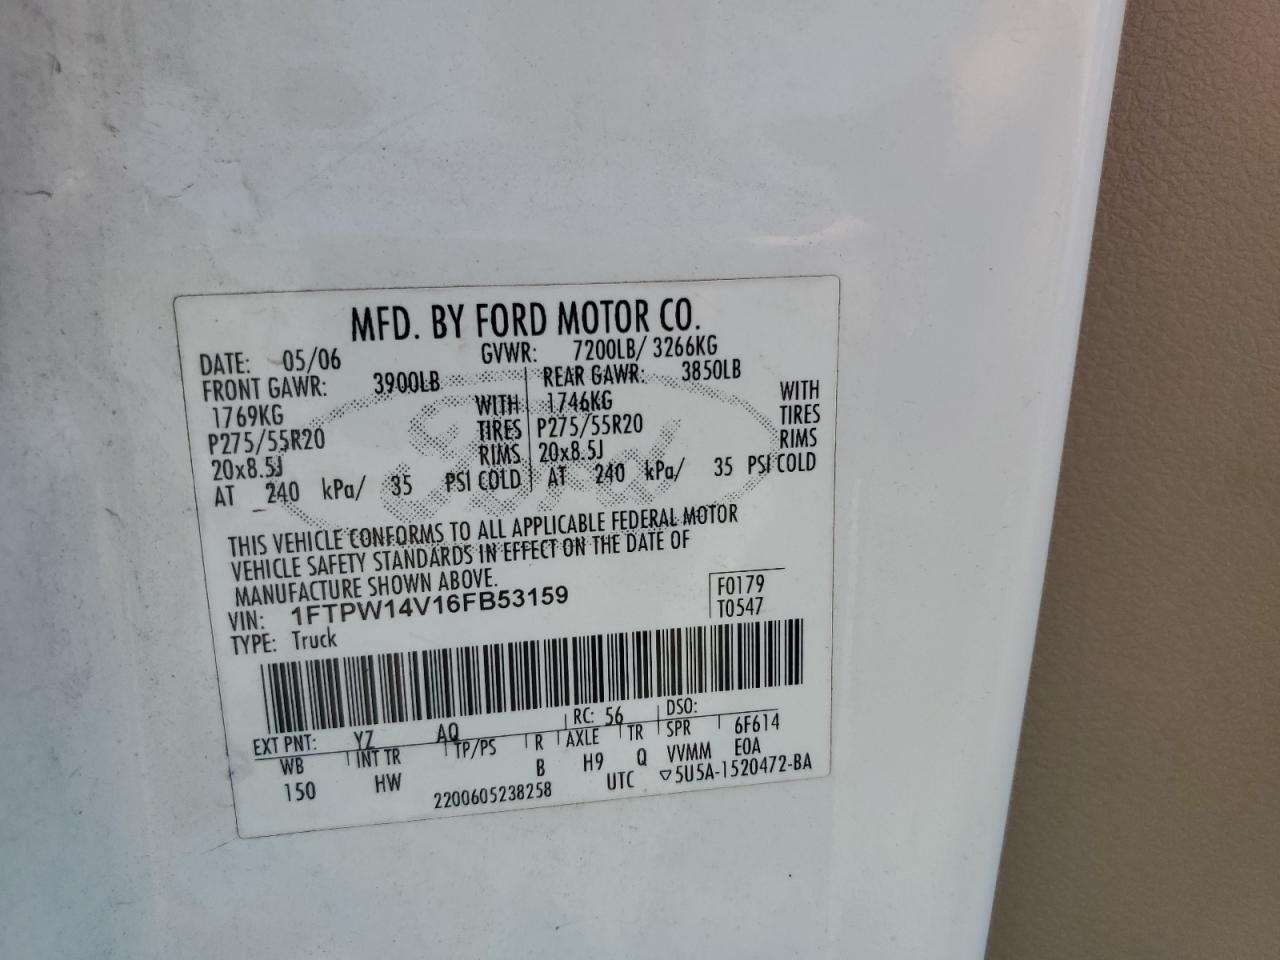 MFD. BY FORD MOTOR CO.
DATE: 05/06 GVWR: 7200LB/ 3266KG
FRONT GAWR: 3900LB REAR GAWR: 3850LB
1769KG WITH 1746KG WITH
P275/55R20 TIRES P275/55R20 TIRES
20x8.5J RIMS 20x8.5J RIMS
AT 240 kPa/ 35 PSI COLD AT 240 kPa/ 35 PSI COLD
THIS VEHICLE CONFORMS TO ALL APPLICABLE FEDERAL MOTOR
VEHICLE SAFETY STANDARDS IN EFFECT ON THE DATE OF
MANUFACTURE SHOWN ABOVE.
VIN: 1FTPW14V16FB53159 F0179
TYPE: Truck T0547
EXT PNT: YZ AQ RC: 56 DSO:
WB INT TR TP/PS R AXLE TR SPR 6F614
150 HW B H9 Q VVMM E0A
2200605238258 UTC ▽5U5A-1520472-BA
Ford